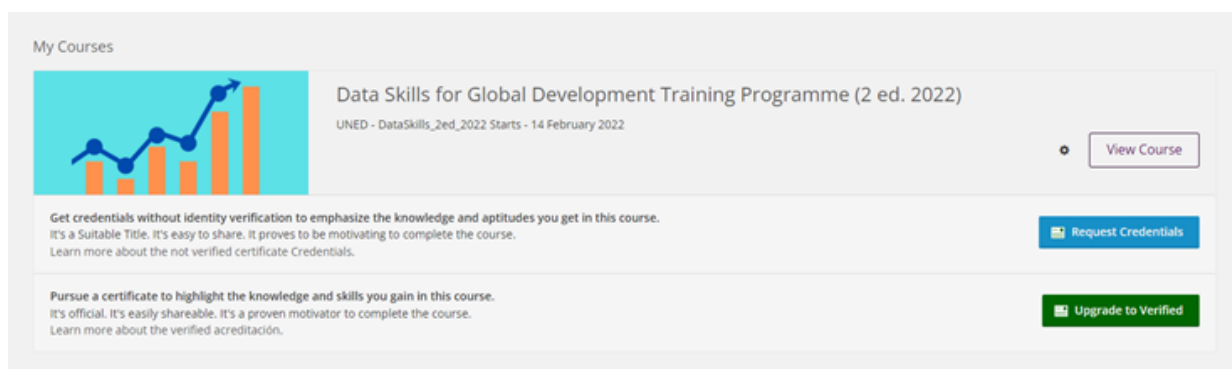 My Courses
Data Skills for Global Development Training Programme (2 ed. 2022)
UNED - DataSkills_2ed_2022 Starts - 14 February 2022
View Course
Get credentials without identity verification to emphasize the knowledge and aptitudes you get in this course.
It's a Suitable Title. It's easy to share. It proves to be motivating to complete the course.
Learn more about the not verified certificate Credentials.
Request Credentials
Pursue a certificate to highlight the knowledge and skills you gain in this course.
It's official. It's easily shareable. It's a proven motivator to complete the course.
Learn more about the verified acreditación.
Upgrade to Verified